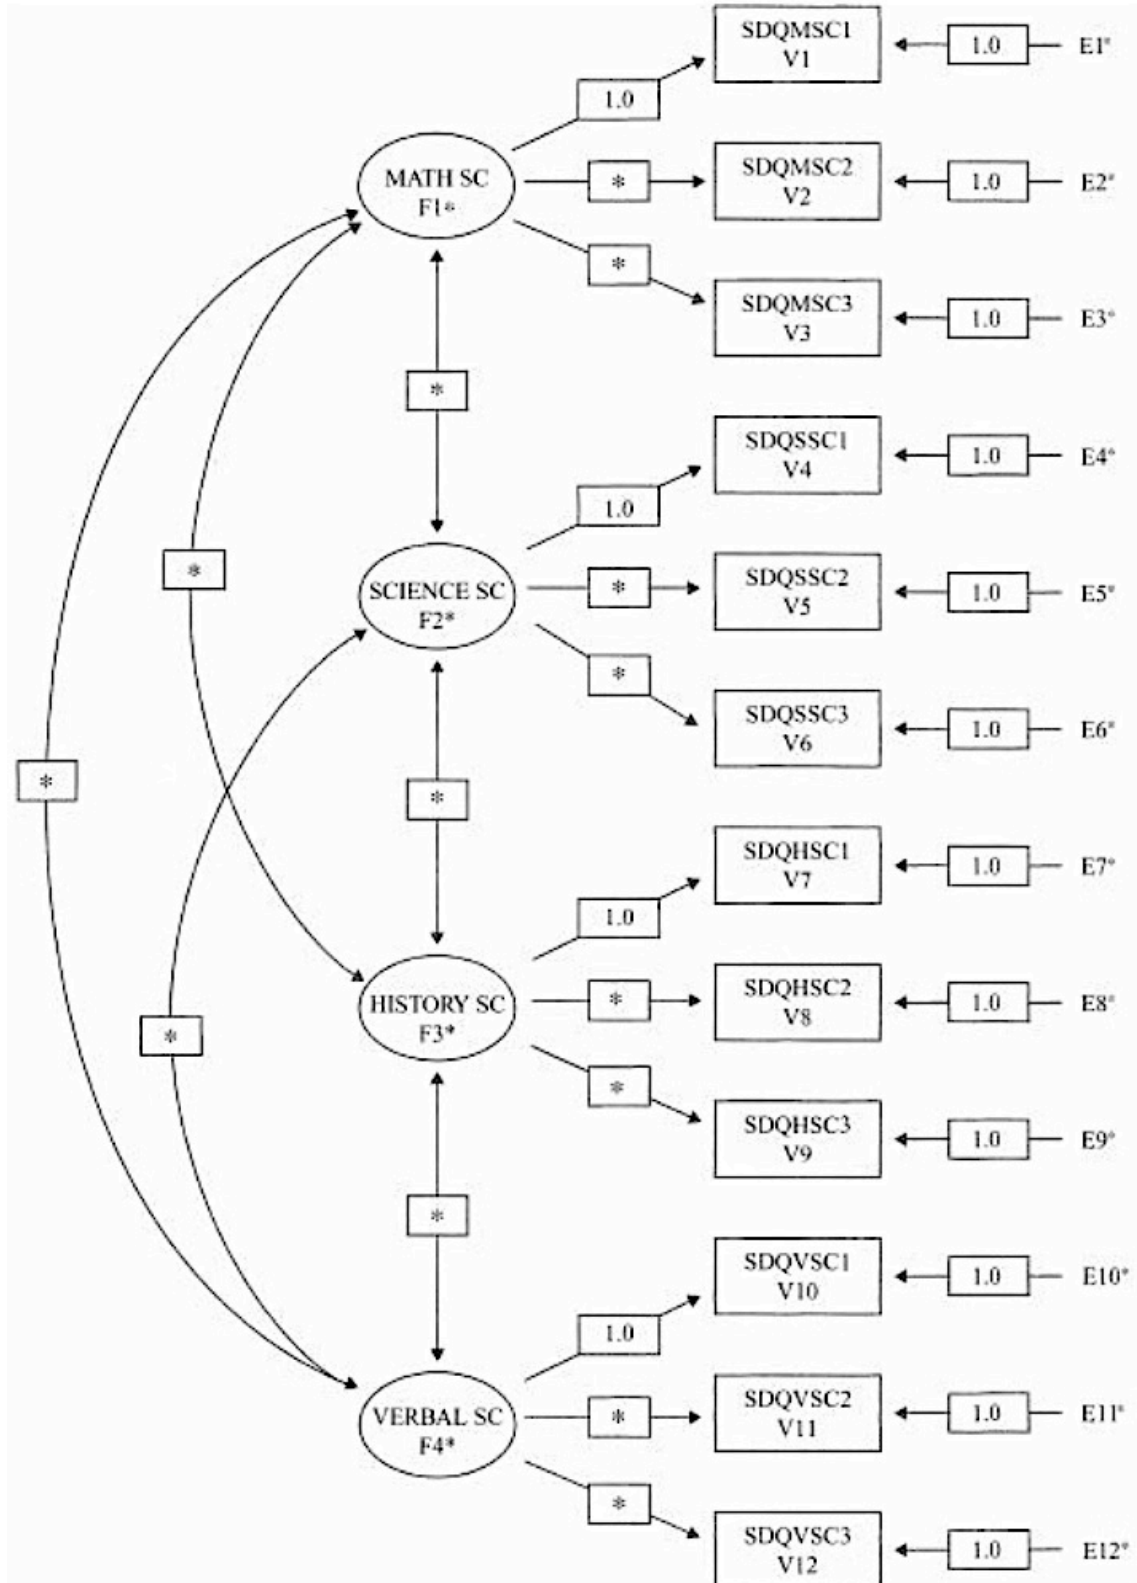 SDQMSC1
V1
1.0
E1*
1.0
MATH SC
F1*
*
SDQMSC2
V2
1.0
E2*
*
SDQMSC3
V3
1.0
E3*
*
SDQSSC1
V4
1.0
E4*
1.0
*
SCIENCE SC
F2*
*
SDQSSC2
V5
1.0
E5*
*
SDQSSC3
V6
1.0
E6*
*
*
SDQHSC1
V7
1.0
E7*
1.0
HISTORY SC
F3*
*
SDQHSC2
V8
1.0
E8*
*
*
SDQHSC3
V9
1.0
E9*
*
SDQVSC1
V10
1.0
E10*
1.0
VERBAL SC
F4*
*
SDQVSC2
V11
1.0
E11*
*
SDQVSC3
V12
1.0
E12*